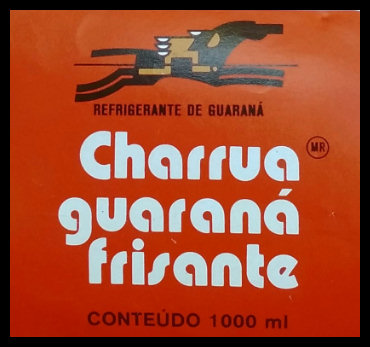 REFRIGERANTE DE GUARANÁ
Charrua MR
guaraná
frisante
CONTEÚDO 1000 ml